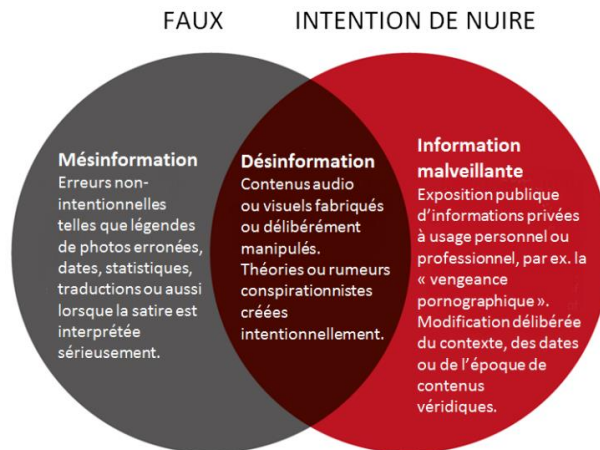 FAUX
INTENTION DE NUIRE
Mésinformation
Erreurs non-
intentionnelles
telles que légendes
de photos erronées,
dates, statistiques,
traductions ou aussi
lorsque la satire est
interprétée
sérieusement.
Désinformation
Contenus audio
ou visuels fabriqués
ou délibérément
manipulés.
Théories ou rumeurs
conspirationnistes
créées
intentionnellement.
Information
malveillante
Exposition publique
d'informations privées
à usage personnel ou
professionnel, par ex. la
« vengeance
pornographique ».
Modification délibérée
du contexte, des dates
ou de l'époque de
contenus
véridiques.